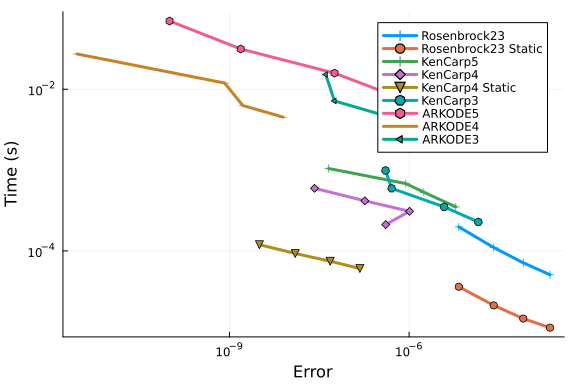 Rosenbrock23
Rosenbrock23 Static
KenCarp5
KenCarp4
KenCarp4 Static
KenCarp3
ARKODE5
ARKODE4
ARKODE3
10⁻²
10⁻⁴
Time (s)
10⁻⁹ 10⁻⁶
Error